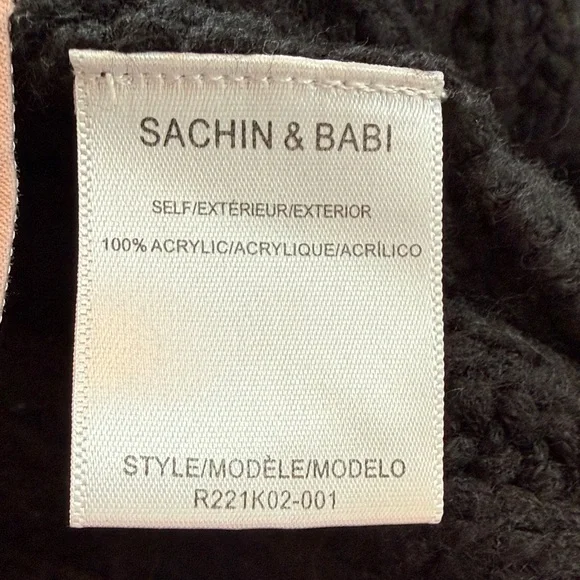 SACHIN & BABI
SELF/EXTÉRIEUR/EXTERIOR
100% ACRYLIC/ACRYLIQUE/ACRÍLICO
STYLE/MODÈLE/MODELO
R221K02-001